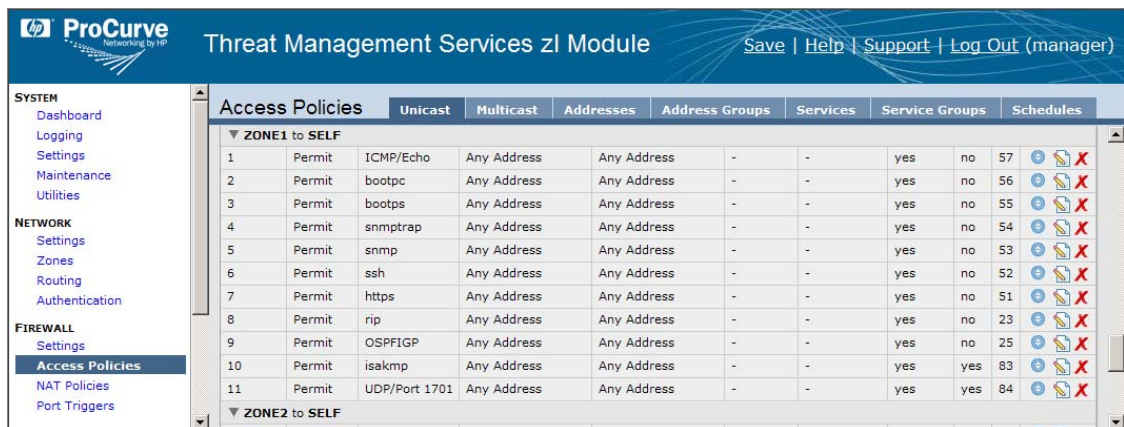 hp ProCurve
Networking by HP
Threat Management Services zl Module
Save | Help | Support | Log Out (manager)
SYSTEM
Dashboard
Logging
Settings
Maintenance
Utilities
NETWORK
Settings
Zones
Routing
Authentication
FIREWALL
Settings
Access Policies
NAT Policies
Port Triggers
Access Policies Unicast Multicast Addresses Address Groups Services Service Groups Schedules
ZONE1 to SELF
1 Permit ICMP/Echo Any Address Any Address - - yes no 57
2 Permit bootpc Any Address Any Address - - yes no 56
3 Permit bootps Any Address Any Address - - yes no 55
4 Permit snmptrap Any Address Any Address - - yes no 54
5 Permit snmp Any Address Any Address - - yes no 53
6 Permit ssh Any Address Any Address - - yes no 52
7 Permit https Any Address Any Address - - yes no 51
8 Permit rip Any Address Any Address - - yes no 23
9 Permit OSPFIGP Any Address Any Address - - yes no 25
10 Permit isakmp Any Address Any Address - - yes yes 83
11 Permit UDP/Port 1701 Any Address Any Address - - yes yes 84
ZONE2 to SELF